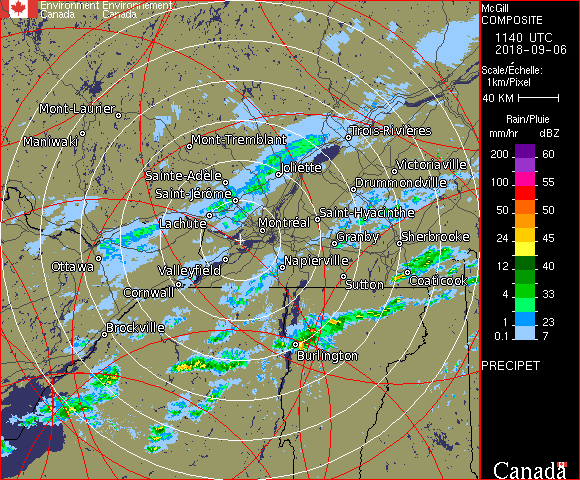 Environment Environnement
Canada Canada
Mont-Laurier
Maniwaki
Mont-Tremblant
Trois-Rivières
Victoriaville
Sainte-Adèle
Joliette
Drummondville
Saint-Jérôme
Lachute
Montréal
Saint-Hyacinthe
Granby
Sherbrooke
Ottawa
Valleyfield
Napierville
Cornwall
Sutton
Coaticook
Brockville
Burlington
McGill
COMPOSITE
1140 UTC
2018-09-06
Scale/Échelle:
1km/Pixel
40 KM
Rain/Pluie
mm/hr dBZ
200 60
100 55
50 50
24 45
12 40
4 33
1 23
0.1 7
PRECIPET
Canada